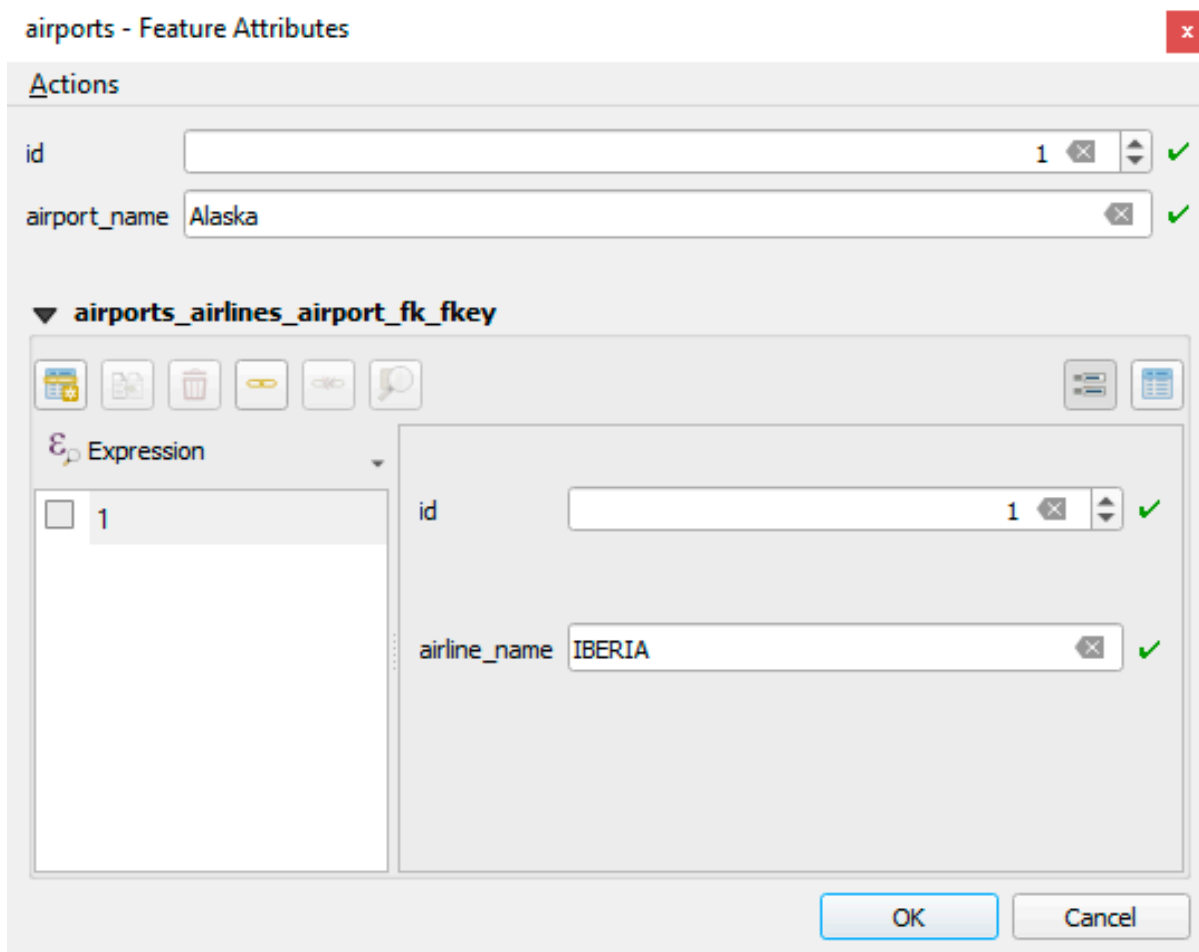 airports - Feature Attributes
x
Actions
id 1
airport_name Alaska
airports_airlines_airport_fk_fkey
Expression
1
id 1
airline_name IBERIA
OK Cancel